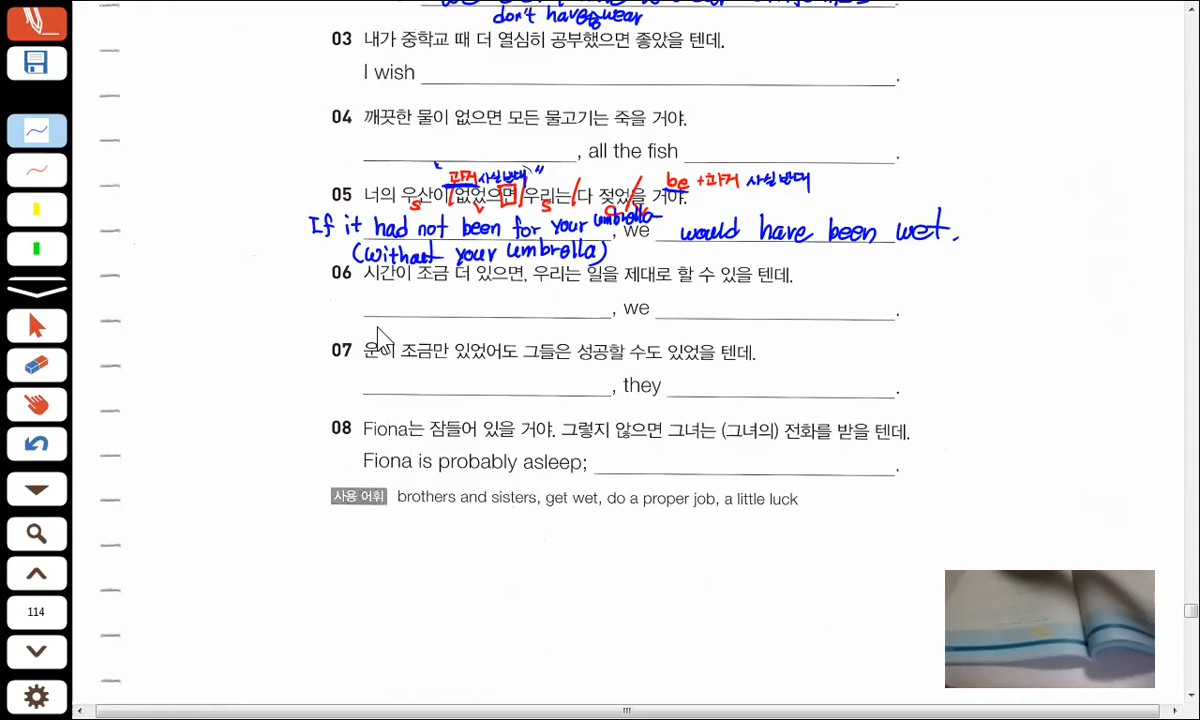 don't have wear
03 내가 중학교 때 더 열심히 공부했으면 좋았을 텐데.
I wish ____________.
04 깨끗한 물이 없으면 모든 물고기는 죽을 거야.
____________, all the fish ____________.
"과거 사실반대" be +과거 사실반대
05 너의 우산이 없었으면 우리는 다 젖었을 거야.
S V S
If it had not been for your umbrella, we would have been wet.
(without your umbrella)
06 시간이 조금 더 있으면, 우리는 일을 제대로 할 수 있을 텐데.
____________, we ____________.
07 운이 조금만 있었어도 그들은 성공할 수도 있었을 텐데.
____________, they ____________.
08 Fiona는 잠들어 있을 거야. 그렇지 않으면 그녀는 (그녀의) 전화를 받을 텐데.
Fiona is probably asleep; ____________.
사용 어휘 brothers and sisters, get wet, do a proper job, a little luck
114